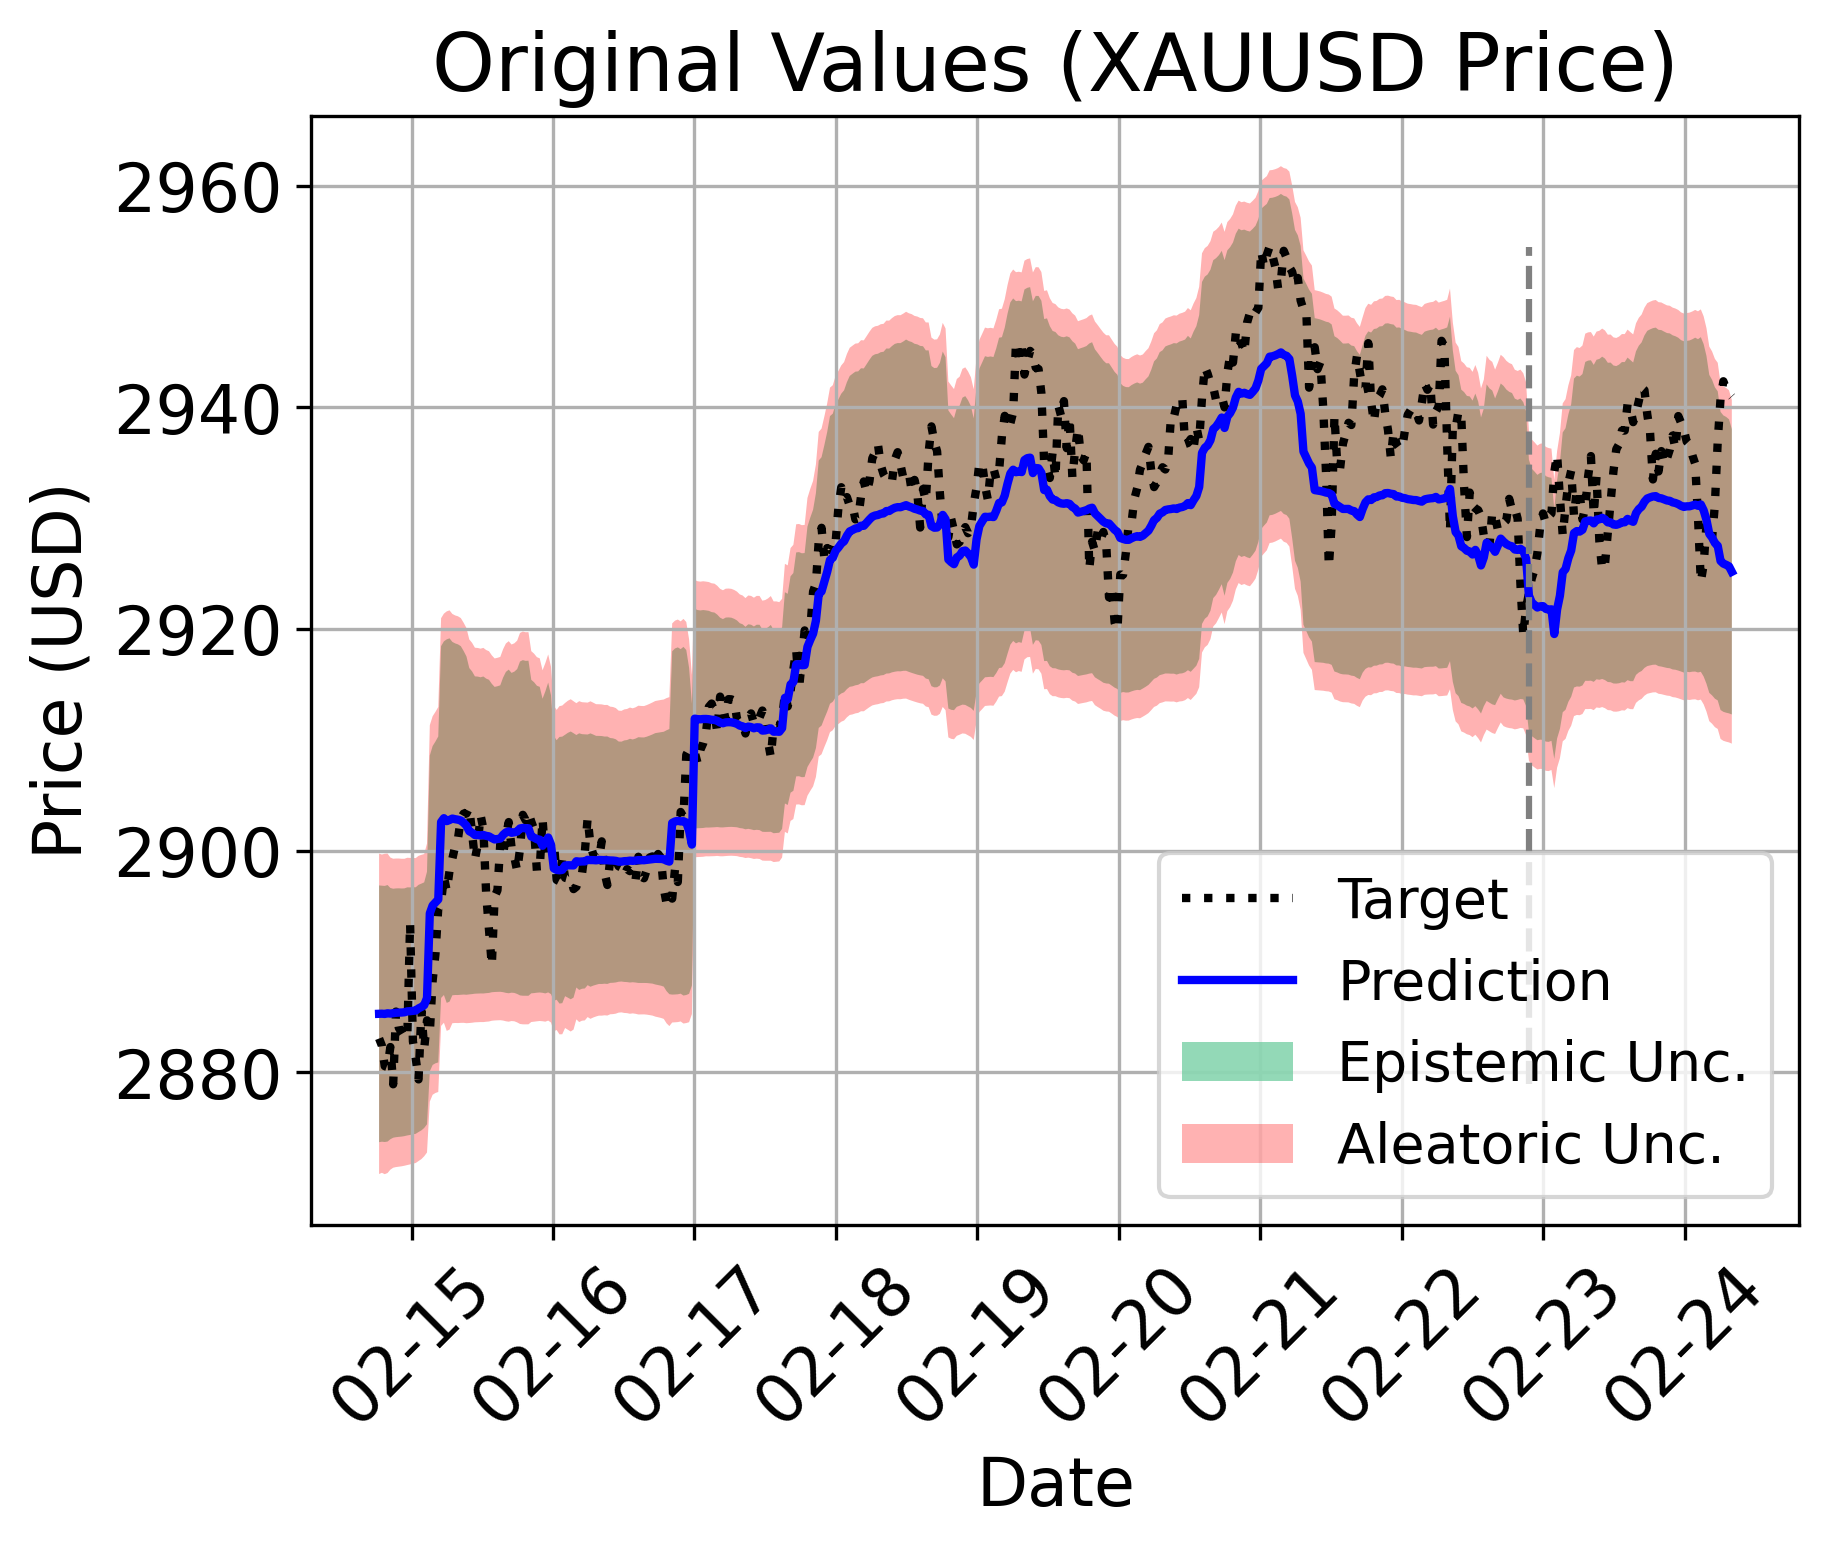 Original Values (XAUUSD Price)
Price (USD)
2960
2940
2920
2900
2880
Target
Prediction
Epistemic Unc.
Aleatoric Unc.
02-15
02-16
02-17
02-18
02-19
02-20
02-21
02-22
02-23
02-24
Date